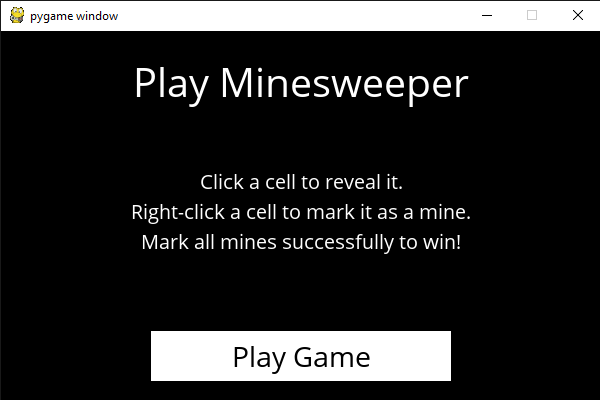 pygame window
Play Minesweeper
Click a cell to reveal it.
Right-click a cell to mark it as a mine.
Mark all mines successfully to win!
Play Game